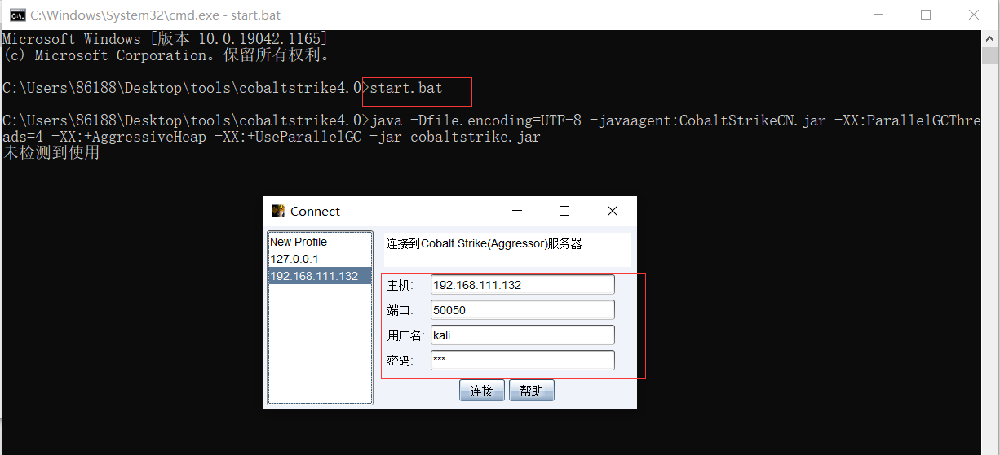 C:\Windows\System32\cmd.exe - start.bat
Microsoft Windows [版本 10.0.19042.1165]
(c) Microsoft Corporation。保留所有权利。
C:\Users\86188\Desktop\tools\cobaltstrike4.0>start.bat
C:\Users\86188\Desktop\tools\cobaltstrike4.0>java -Dfile.encoding=UTF-8 -javaagent:CobaltStrikeCN.jar -XX:ParallelGCThre
ads=4 -XX:+AggressiveHeap -XX:+UseParallelGC -jar cobaltstrike.jar
未检测到使用
Connect
New Profile
127.0.0.1
192.168.111.132
连接到Cobalt Strike(Aggressor)服务器
主机: 192.168.111.132
端口: 50050
用户名: kali
密码: ***
连接 帮助